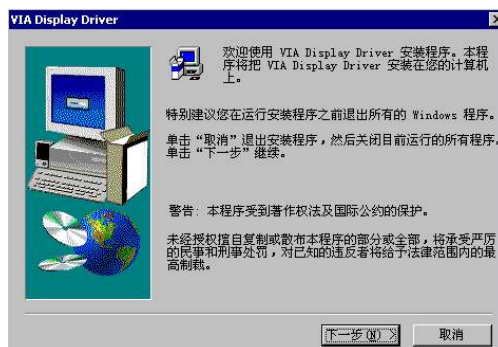 VIA Display Driver
欢迎使用 VIA Display Driver 安装程序。本程
序将把 VIA Display Driver 安装在您的计算机
上。
特别建议您在运行安装程序之前退出所有的 Windows 程序。
单击“取消”退出安装程序，然后关闭目前运行的所有程序。
单击“下一步”继续。
警告: 本程序受到著作权法及国际公约的保护。
未经授权擅自复制或散布本程序的部分或全部，将承受严厉
的民事和刑事处罚，对已知的违反者将给予法律范围内的最
高制裁。
下一步(N) >
取消